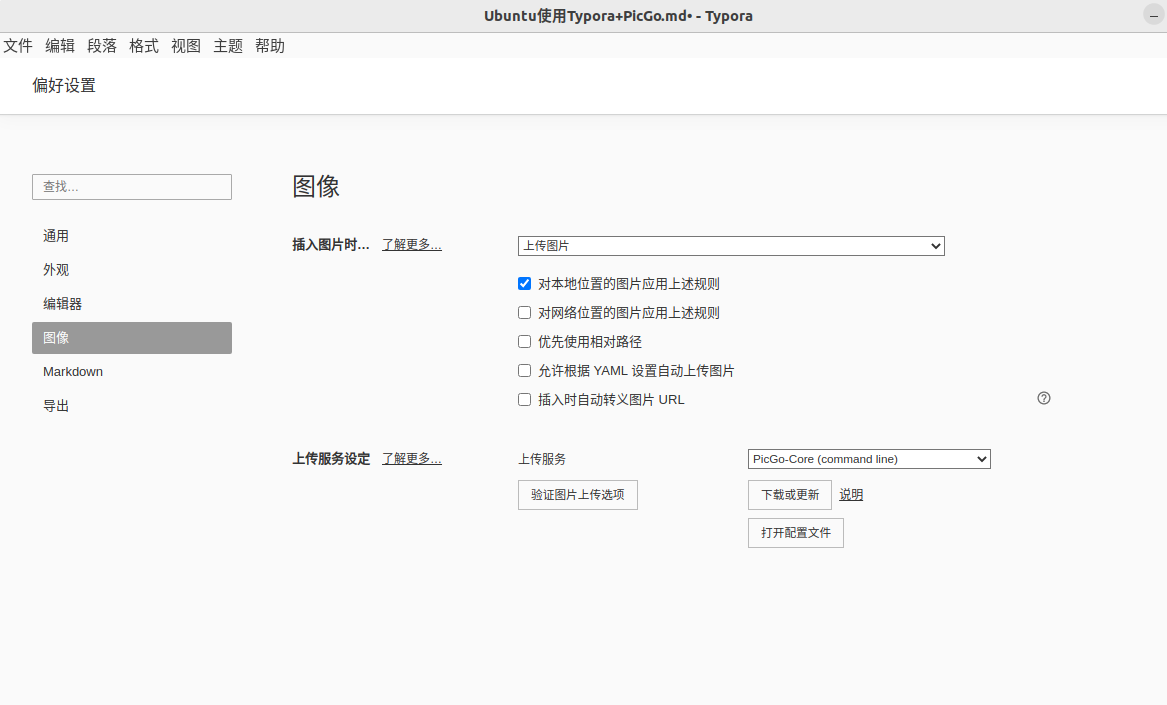 Ubuntu使用Typora+PicGo.md• - Typora
文件 编辑 段落 格式 视图 主题 帮助
偏好设置
查找…
通用
外观
编辑器
图像
Markdown
导出
图像
插入图片时… 了解更多… 上传图片
对本地位置的图片应用上述规则
对网络位置的图片应用上述规则
优先使用相对路径
允许根据 YAML 设置自动上传图片
插入时自动转义图片 URL
上传服务设定 了解更多… 上传服务 PicGo-Core (command line)
验证图片上传选项 下载或更新 说明
打开配置文件